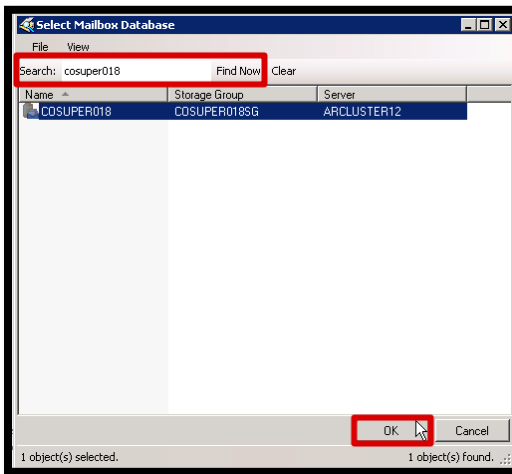 Select Mailbox Database
File View
Search: cosuper018 Find Now Clear
Name Storage Group Server
COSUPER018 COSUPER018SG ARCLUSTER12
OK Cancel
1 object(s) selected. 1 object(s) found.